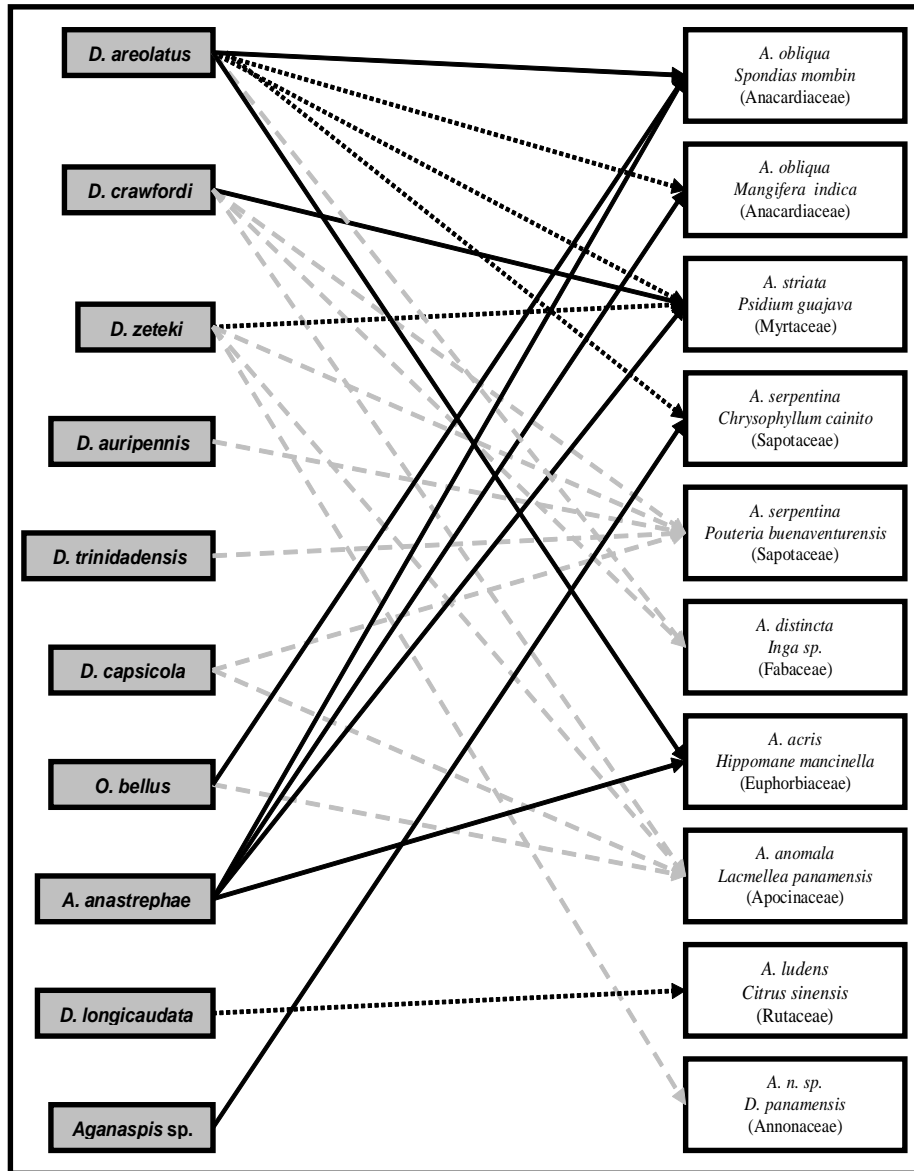 D. areolatus
D. crawfordi
D. zeteki
D. auripennis
D. trinidadensis
D. capsicola
O. bellus
A. anastrephae
D. longicaudata
Aganaspis sp.
A. obliqua
Spondias mombin
(Anacardiaceae)
A. obliqua
Mangifera indica
(Anacardiaceae)
A. striata
Psidium guajava
(Myrtaceae)
A. serpentina
Chrysophyllum cainito
(Sapotaceae)
A. serpentina
Pouteria buenaventurensis
(Sapotaceae)
A. distincta
Inga sp.
(Fabaceae)
A. acris
Hippomane mancinella
(Euphorbiaceae)
A. anomala
Lacmellea panamensis
(Apocinaceae)
A. ludens
Citrus sinensis
(Rutaceae)
A. n. sp.
D. panamensis
(Annonaceae)